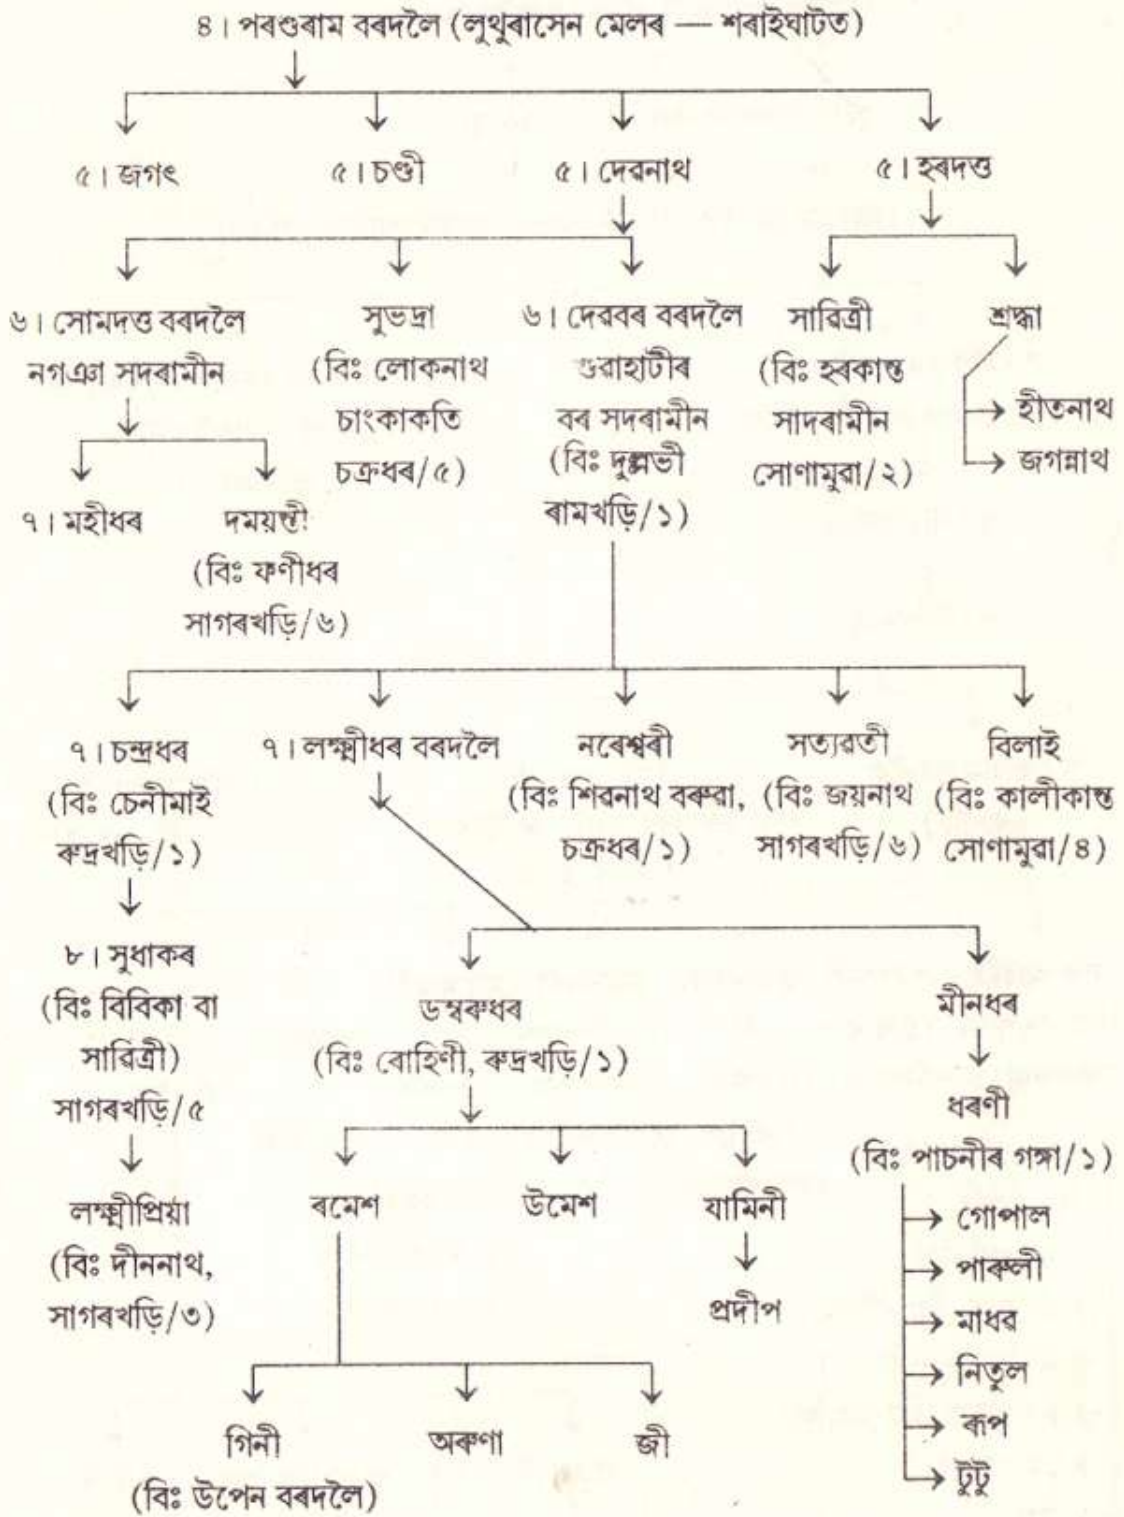 ৪। পৰশুৰাম বৰদলৈ (লুথুৰাসেন মেলৰ — শৰাইঘাটত)
৫। জগৎ
৫। চণ্ডী
৫। দেৱনাথ
৫। হৰদত্ত
৬। সোমদত্ত বৰদলৈ
নগঞা সদৰামীন
সুভদ্ৰা
(বিঃ লোকনাথ
চাংকাকতি
চক্ৰধৰ/৫)
৬। দেৱবৰ বৰদলৈ
গুৱাহাটীৰ
বৰ সদৰামীন
(বিঃ দুল্লভী
ৰামখড়ি/১)
সাৱিত্ৰী
(বিঃ হৰকান্ত
সাদৰামীন
সোণামুৱা/২)
শ্ৰদ্ধা
হীতনাথ
জগন্নাথ
৭। মহীধৰ
দময়ন্তী
(বিঃ ফণীধৰ
সাগৰখড়ি/৬)
৭। চন্দ্ৰধৰ
(বিঃ চেনীমাই
ৰুদ্ৰখড়ি/১)
৭। লক্ষ্মীধৰ বৰদলৈ
নৰেশ্বৰী
(বিঃ শিৱনাথ বৰুৱা,
চক্ৰধৰ/১)
সত্যৱতী
(বিঃ জয়নাথ
সাগৰখড়ি/৬)
বিলাই
(বিঃ কালীকান্ত
সোণামুৱা/৪)
৮। সুধাকৰ
(বিঃ বিবিকা বা
সাৱিত্ৰী)
সাগৰখড়ি/৫
ডম্বৰুধৰ
(বিঃ ৰোহিণী, ৰুদ্ৰখড়ি/১)
মীনধৰ
ধৰণী
(বিঃ পাচনীৰ গঙ্গা/১)
লক্ষ্মীপ্ৰিয়া
(বিঃ দীননাথ,
সাগৰখড়ি/৩)
ৰমেশ
উমেশ
যামিনী
প্ৰদীপ
গোপাল
পাৰুলী
মাধৱ
নিতুল
ৰূপ
টুটু
গিনী
(বিঃ উপেন বৰদলৈ)
অৰুণা
জী